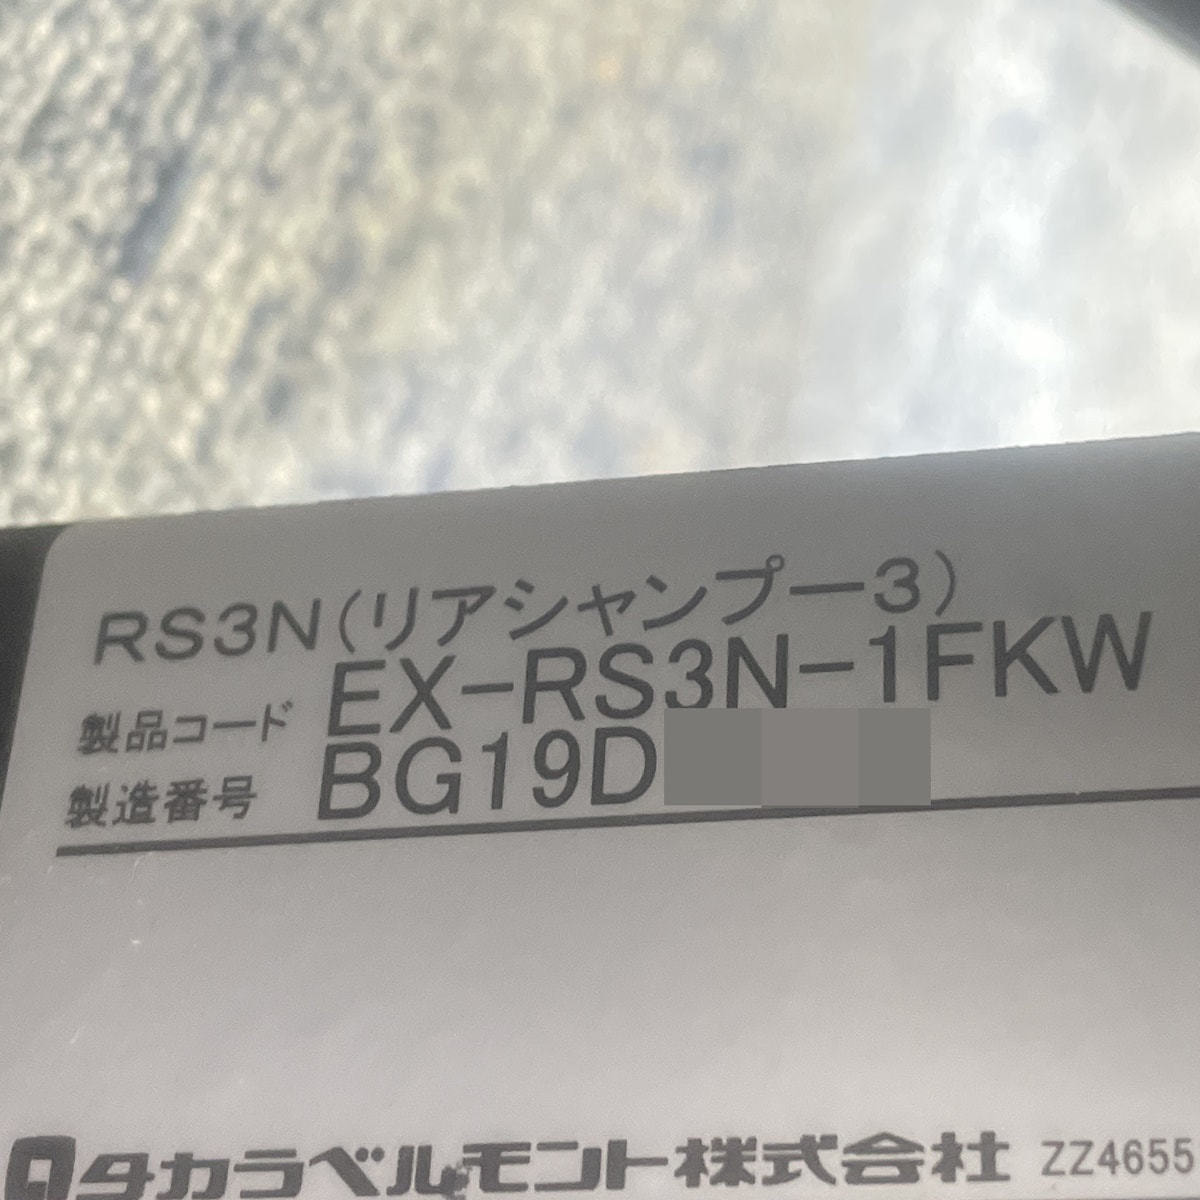 RS3N(リアシャンプー3)
製品コード EX-RS3N-1FKW
製造番号 BG19D
タカラベルモント株式会社 ZZ4655